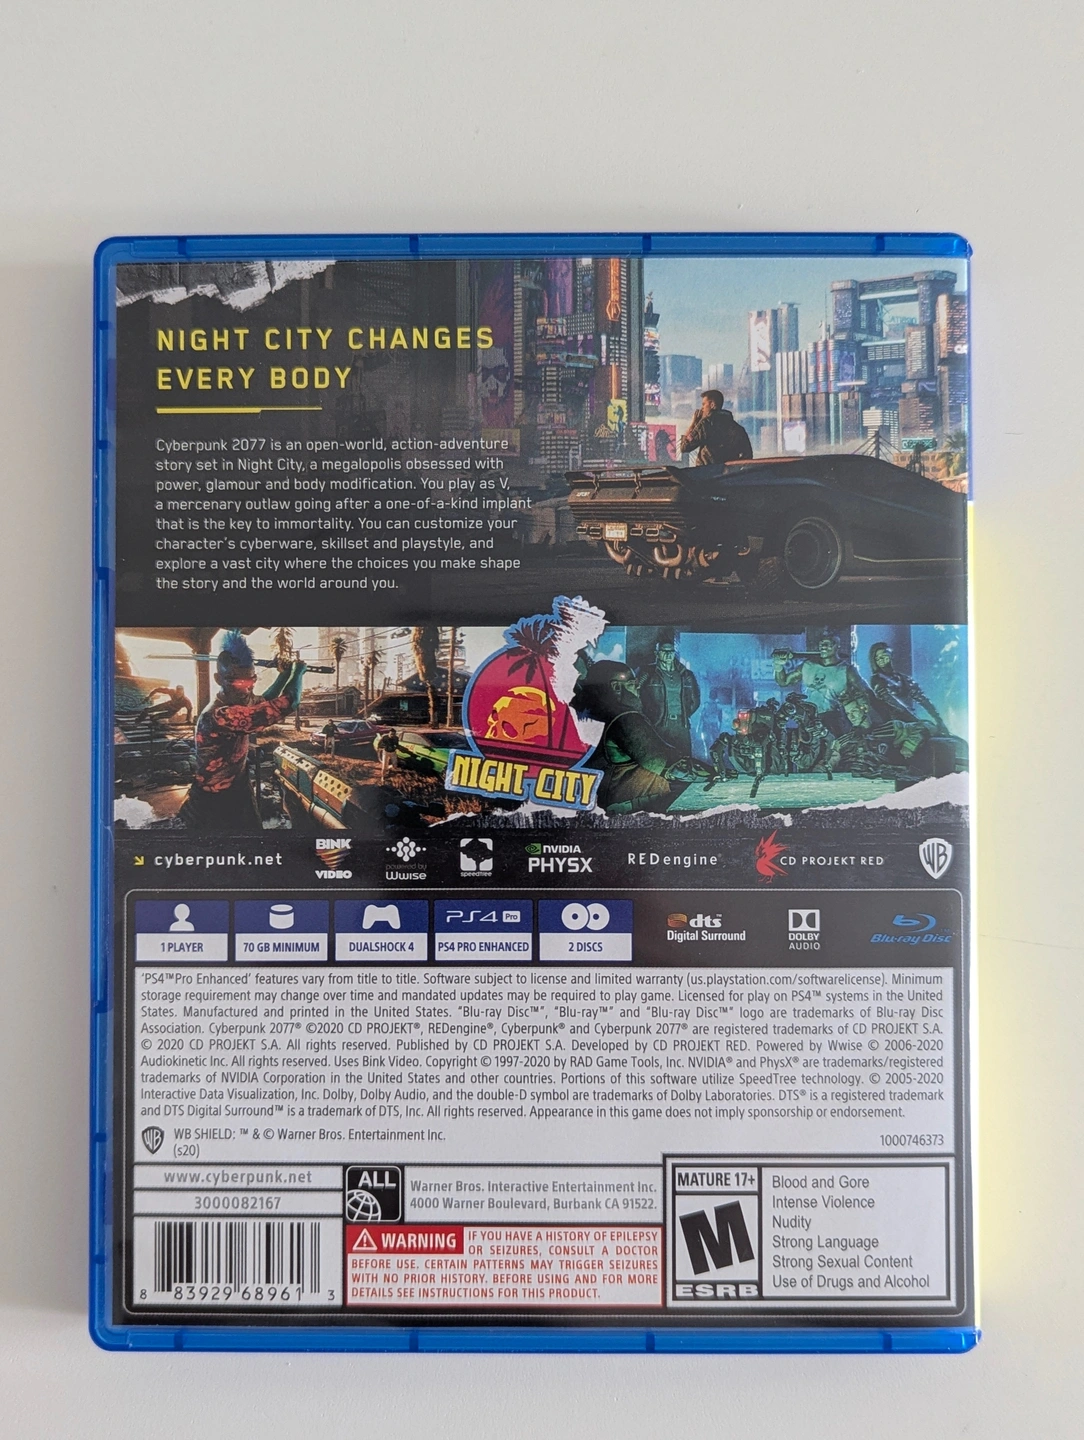 NIGHT CITY CHANGES
EVERY BODY
Cyberpunk 2077 is an open-world, action-adventure
story set in Night City, a megalopolis obsessed with
power, glamour and body modification. You play as V,
a mercenary outlaw going after a one-of-a-kind implant
that is the key to immortality. You can customize your
character's cyberware, skillset and playstyle, and
explore a vast city where the choices you make shape
the story and the world around you.
NIGHT CITY
cyberpunk.net
BINK
VIDEO
powered by
Wwise
speedtree
NVIDIA
PHYSX
REDengine®
CD PROJEKT RED
WB
1 PLAYER
70 GB MINIMUM
DUALSHOCK 4
PS4 Pro
PS4 PRO ENHANCED
2 DISCS
dts™
Digital Surround
DOLBY
AUDIO
Blu-ray Disc
'PS4™Pro Enhanced' features vary from title to title. Software subject to license and limited warranty (us.playstation.com/softwarelicense). Minimum
storage requirement may change over time and mandated updates may be required to play game. Licensed for play on PS4™ systems in the United
States. Manufactured and printed in the United States. "Blu-ray Disc™", "Blu-ray™" and "Blu-ray Disc™" logo are trademarks of Blu-ray Disc
Association. Cyberpunk 2077® ©2020 CD PROJEKT®, REDengine®, Cyberpunk® and Cyberpunk 2077® are registered trademarks of CD PROJEKT S.A.
© 2020 CD PROJEKT S.A. All rights reserved. Published by CD PROJEKT S.A. Developed by CD PROJEKT RED. Powered by Wwise © 2006-2020
Audiokinetic Inc. All rights reserved. Uses Bink Video. Copyright © 1997-2020 by RAD Game Tools, Inc. NVIDIA® and PhysX® are trademarks/registered
trademarks of NVIDIA Corporation in the United States and other countries. Portions of this software utilize SpeedTree technology. © 2005-2020
Interactive Data Visualization, Inc. Dolby, Dolby Audio, and the double-D symbol are trademarks of Dolby Laboratories. DTS® is a registered trademark
and DTS Digital Surround™ is a trademark of DTS, Inc. All rights reserved. Appearance in this game does not imply sponsorship or endorsement.
WB
WB SHIELD: ™ & © Warner Bros. Entertainment Inc.
(s20)
1000746373
www.cyberpunk.net
3000082167
8 83929 68961 3
ALL
Warner Bros. Interactive Entertainment Inc.
4000 Warner Boulevard, Burbank CA 91522.
WARNING
IF YOU HAVE A HISTORY OF EPILEPSY
OR SEIZURES, CONSULT A DOCTOR
BEFORE USE. CERTAIN PATTERNS MAY TRIGGER SEIZURES
WITH NO PRIOR HISTORY. BEFORE USING AND FOR MORE
DETAILS SEE INSTRUCTIONS FOR THIS PRODUCT.
MATURE 17+
M
ESRB
Blood and Gore
Intense Violence
Nudity
Strong Language
Strong Sexual Content
Use of Drugs and Alcohol